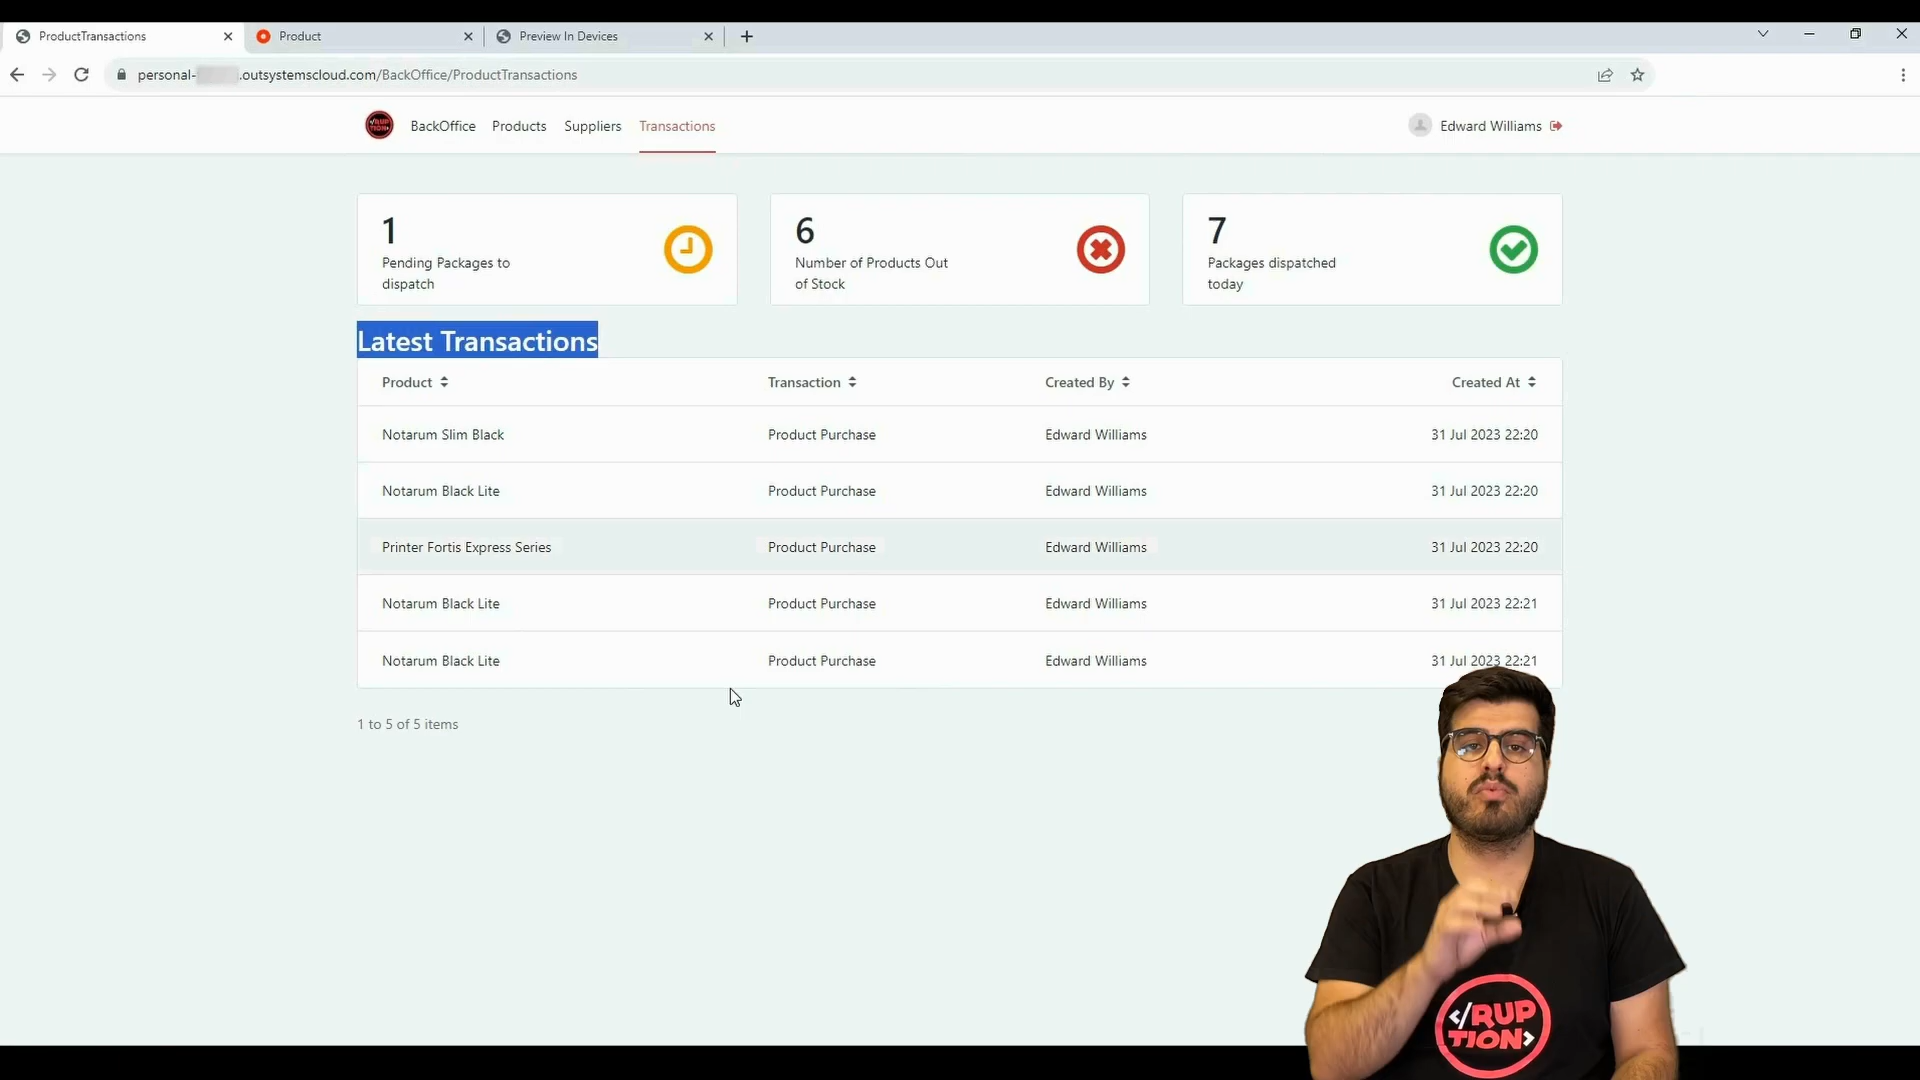 ProductTransactions
Product
Preview In Devices
personal-
.outsystemscloud.com/BackOffice/ProductTransactions
</RUP
TION>
BackOffice
Products
Suppliers
Transactions
Edward Williams
1
Pending Packages to
dispatch
6
Number of Products Out
of Stock
7
Packages dispatched
today
Latest Transactions
Product
Transaction
Created By
Created At
Notarum Slim Black
Product Purchase
Edward Williams
31 Jul 2023 22:20
Notarum Black Lite
Product Purchase
Edward Williams
31 Jul 2023 22:20
Printer Fortis Express Series
Product Purchase
Edward Williams
31 Jul 2023 22:20
Notarum Black Lite
Product Purchase
Edward Williams
31 Jul 2023 22:21
Notarum Black Lite
Product Purchase
Edward Williams
31 Jul 2023 22:21
1 to 5 of 5 items
</RUP
TION>